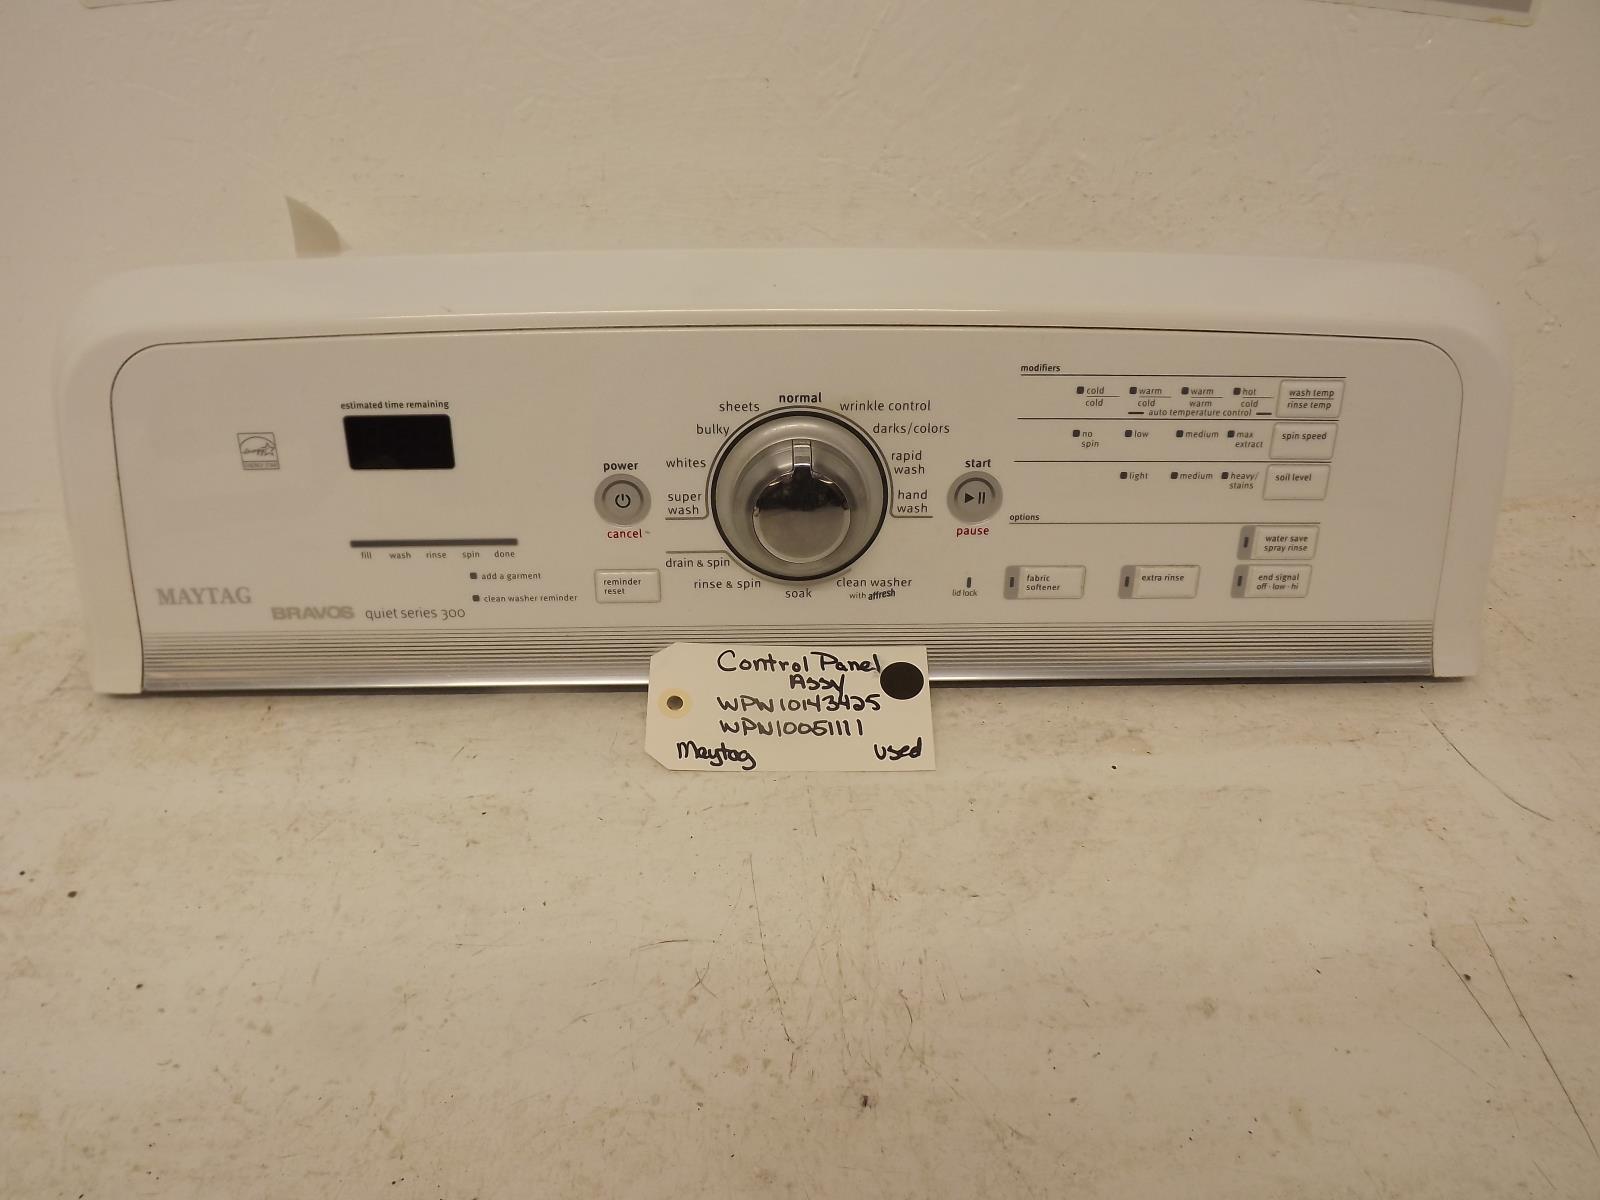 estimated time remaining
fill wash rinse spin done
add a garment
clean washer reminder
MAYTAG
BRAVOS quiet series 300
power
cancel
reminder
reset
normal
sheets
wrinkle control
bulky
darks/colors
whites
rapid
wash
super
wash
hand
wash
drain & spin
rinse & spin
soak
clean washer
with affresh
start
pause
lid lock
modifiers
cold warm warm hot
cold cold warm cold
auto temperature control
wash temp
rinse temp
no
spin
low
medium
max
extract
spin speed
light
medium
heavy/
stains
soil level
options
water save
spray rinse
fabric
softener
extra rinse
end signal
off - low - hi
Control Panel
Assy
WPW10143425
WPW10051111
Maytag
used